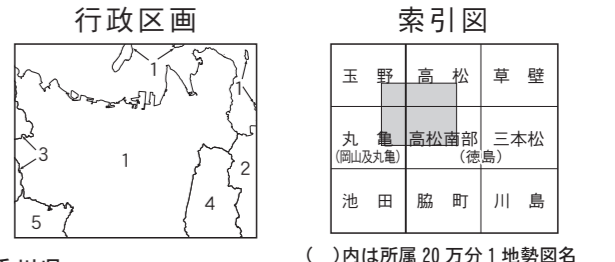 行政区画
1
1
3
1
2
4
5
索引図
玉野 高松 草壁
丸亀 高松南部 三本松
(岡山及丸亀) (徳島)
池田 脇町 川島
( )内は所属20万分1地勢図名